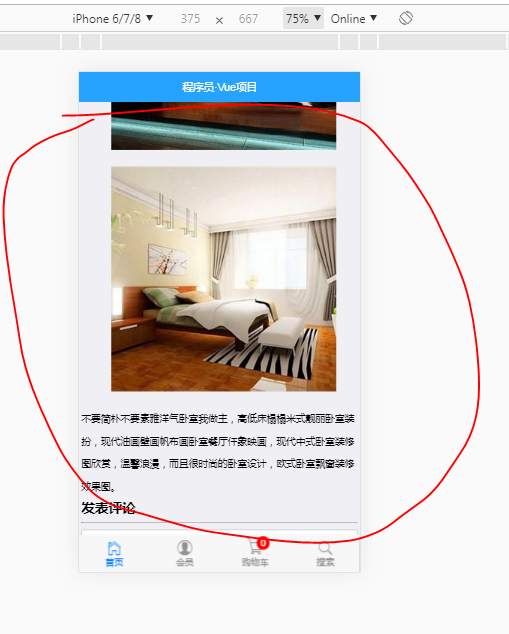 iPhone 6/7/8 ▼ 375 × 667 75% ▼ Online ▼
程序员·Vue项目
不要简朴不要素雅洋气卧室我做主，高低床榻榻米式靓丽卧室装
扮，现代油画壁画帆布画卧室餐厅仟象映画，现代中式卧室装修
图欣赏，温馨浪漫，而且很时尚的卧室设计，欧式卧室飘窗装修
效果图。
发表评论
0
首页 会员 购物车 搜索